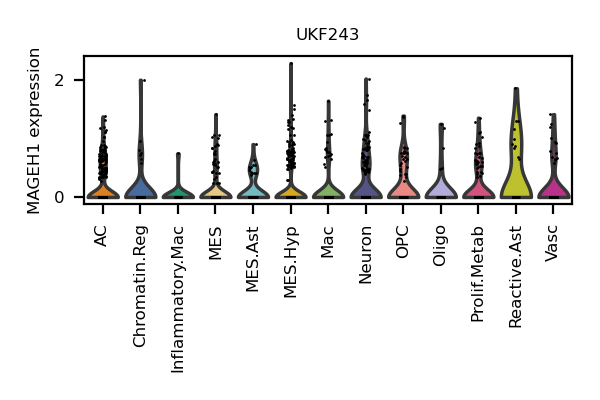 UKF243
MAGEH1 expression
2
0
AC
Chromatin.Reg
Inflammatory.Mac
MES
MES.Ast
MES.Hyp
Mac
Neuron
OPC
Oligo
Prolif.Metab
Reactive.Ast
Vasc